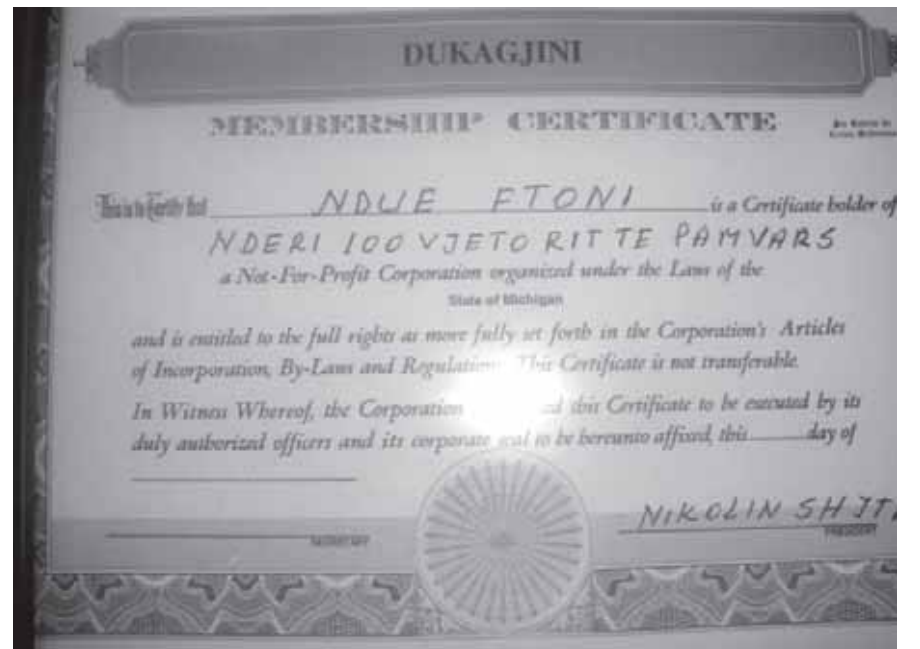 DUKAGJINI
MEMBERSHIP CERTIFICATE
This is to Certify that NDUE FTONI is a Certificate holder of
NDERI 100 VJETORIT TE PAMVARS
a Not-For-Profit Corporation organized under the Laws of the
State of Michigan
and is entitled to the full rights as more fully set forth in the Corporation's Articles
of Incorporation, By-Laws and Regulation This Certificate is not transferable.
In Witness Whereof, the Corporation this Certificate to be executed by its
duly authorized officers and its corporate seal to be hereunto affixed, this day of
NIKOLIN
SECRETARY
PRESIDENT